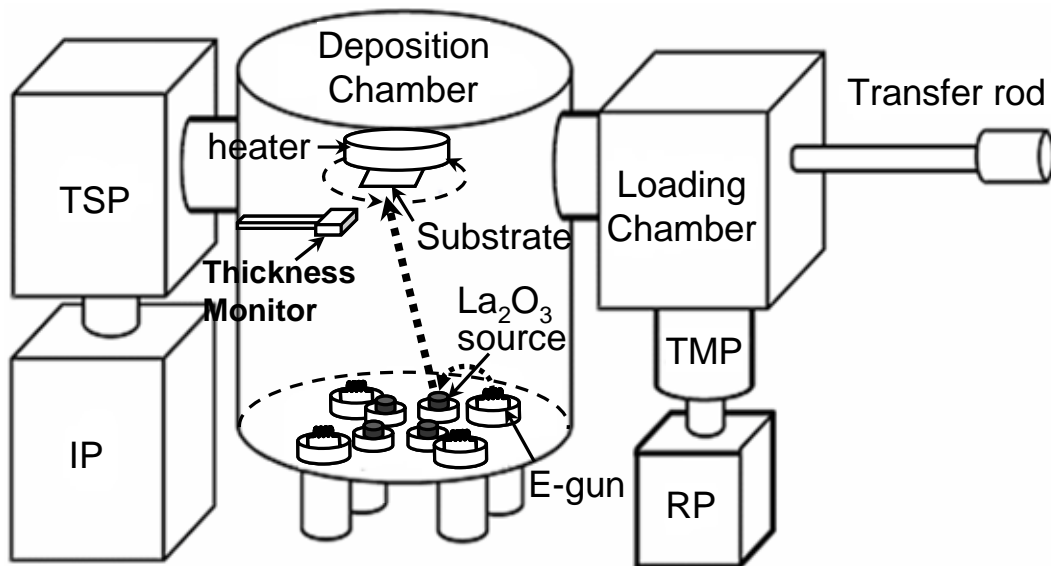 Deposition
Chamber
Transfer rod
heater
TSP
Loading
Chamber
Substrate
Thickness
Monitor
La₂O₃
source
TMP
IP
E-gun
RP